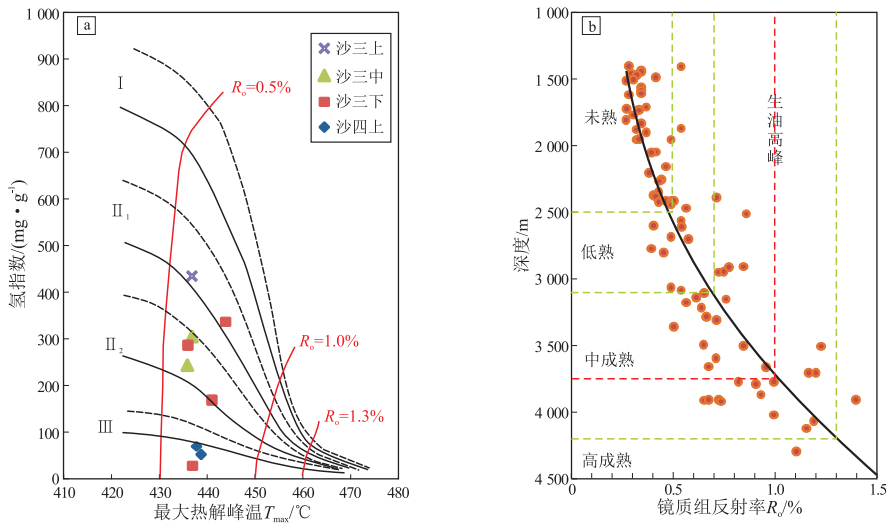 a
1 000
900
800
700
600
500
400
300
200
100
0
氢指数/(mg·g⁻¹)
410
420
430
440
450
460
470
480
最大热解峰温Tmax/℃
Ⅰ
Ⅱ₁
Ⅱ₂
Ⅲ
Ro=0.5%
Ro=1.0%
Ro=1.3%
沙三上
沙三中
沙三下
沙四上
b
1 000
1 500
2 000
2 500
3 000
3 500
4 000
4 500
深度/m
未熟
低熟
中成熟
高成熟
生油高峰
0
0.5
1.0
1.5
镜质组反射率Ro/%